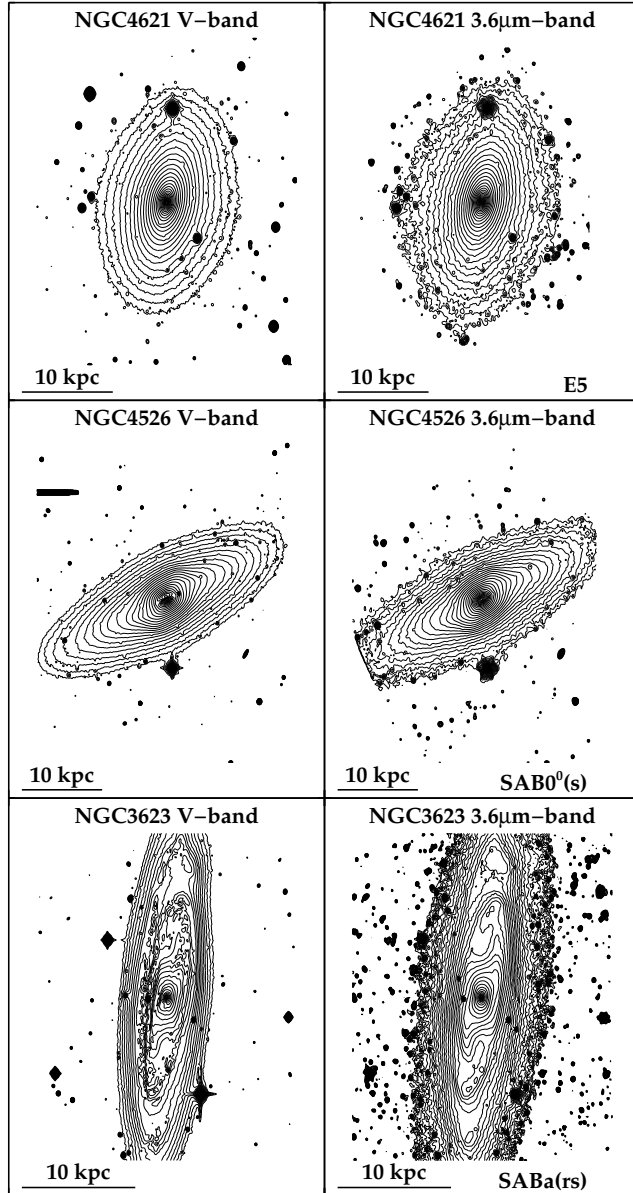 NGC4621 V−band
NGC4621 3.6μm−band
10 kpc
10 kpc
E5
NGC4526 V−band
NGC4526 3.6μm−band
10 kpc
10 kpc
SAB0⁰(s)
NGC3623 V−band
NGC3623 3.6μm−band
10 kpc
10 kpc
SABa(rs)